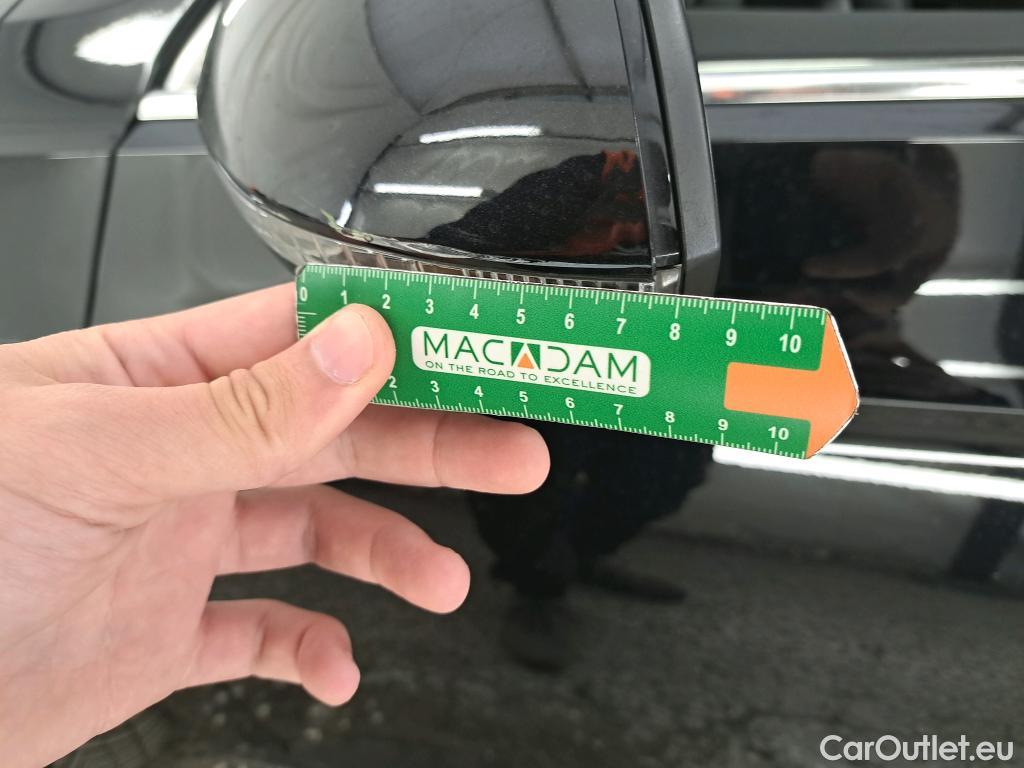 0 1 2 3 4 5 6 7 8 9 10
MACADAM
ON THE ROAD TO EXCELLENCE
2 3 4 5 6 7 8 9 10
CarOutlet.eu